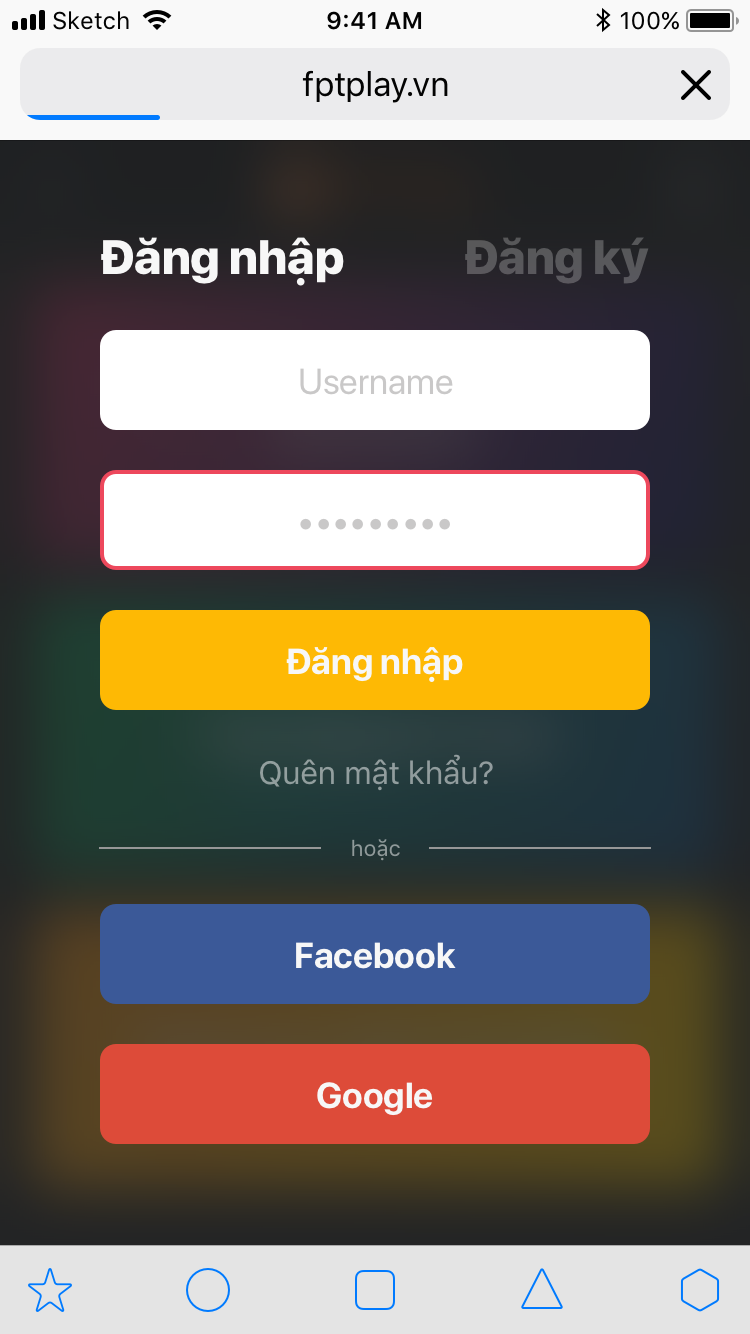 Sketch 9:41 AM 100%
fptplay.vn
Đăng nhập Đăng ký
Username
Đăng nhập
Quên mật khẩu?
hoặc
Facebook
Google